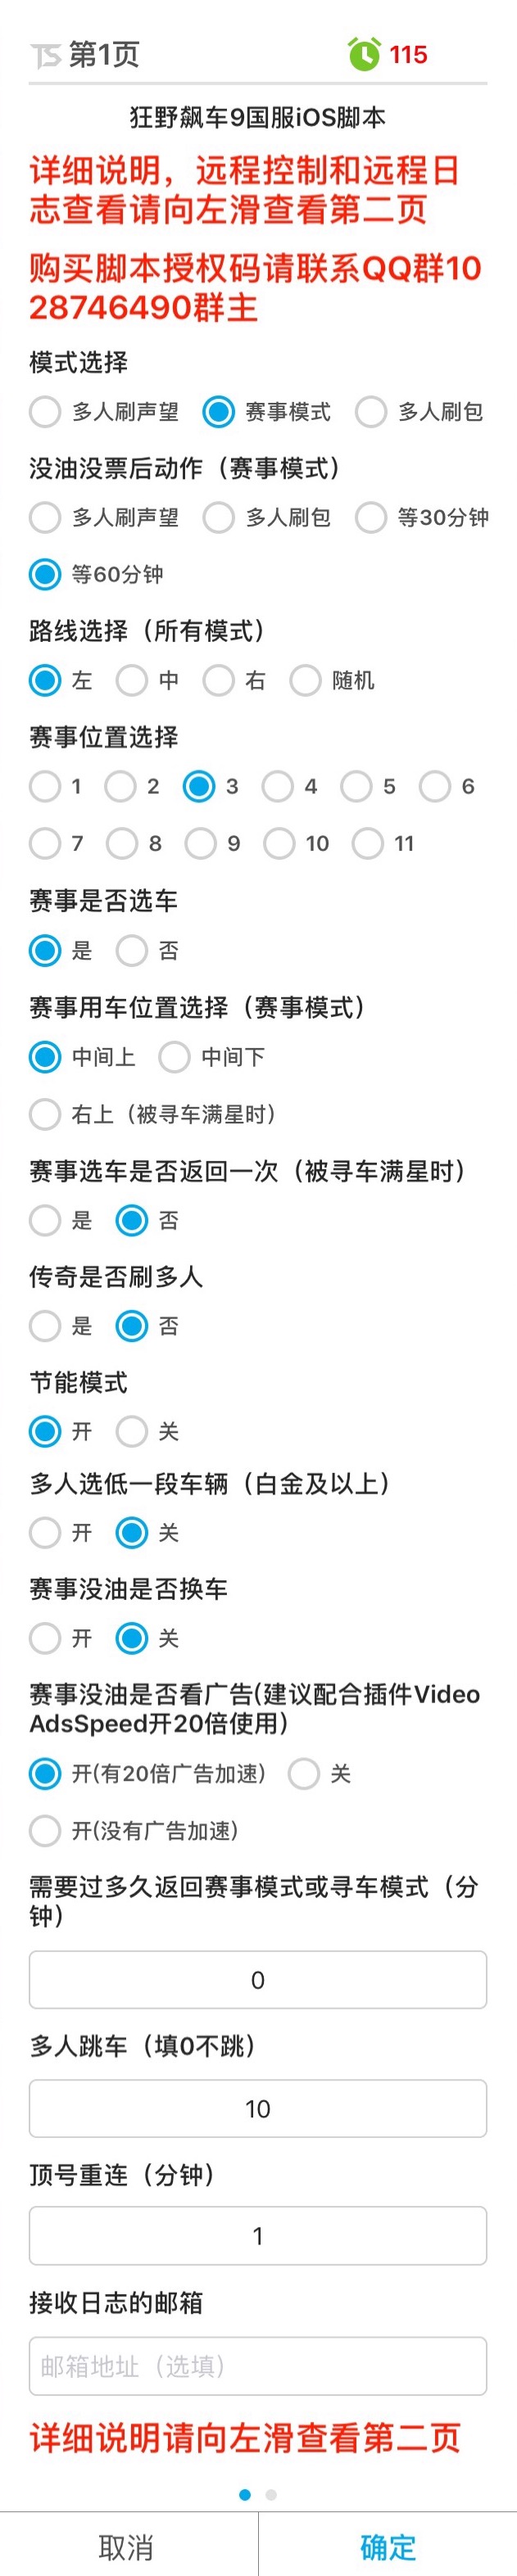 TS 第1页 115
狂野飙车9国服iOS脚本
详细说明，远程控制和远程日
志查看请向左滑查看第二页
购买脚本授权码请联系QQ群10
28746490群主
模式选择
多人刷声望 赛事模式 多人刷包
没油没票后动作（赛事模式）
多人刷声望 多人刷包 等30分钟
等60分钟
路线选择（所有模式）
左 中 右 随机
赛事位置选择
1 2 3 4 5 6
7 8 9 10 11
赛事是否选车
是 否
赛事用车位置选择（赛事模式）
中间上 中间下
右上（被寻车满星时）
赛事选车是否返回一次（被寻车满星时）
是 否
传奇是否刷多人
是 否
节能模式
开 关
多人选低一段车辆（白金及以上）
开 关
赛事没油是否换车
开 关
赛事没油是否看广告(建议配合插件Video
AdsSpeed开20倍使用）
开(有20倍广告加速) 关
开(没有广告加速)
需要过多久返回赛事模式或寻车模式（分
钟）
0
多人跳车（填0不跳）
10
顶号重连（分钟）
1
接收日志的邮箱
邮箱地址（选填）
详细说明请向左滑查看第二页
取消 确定